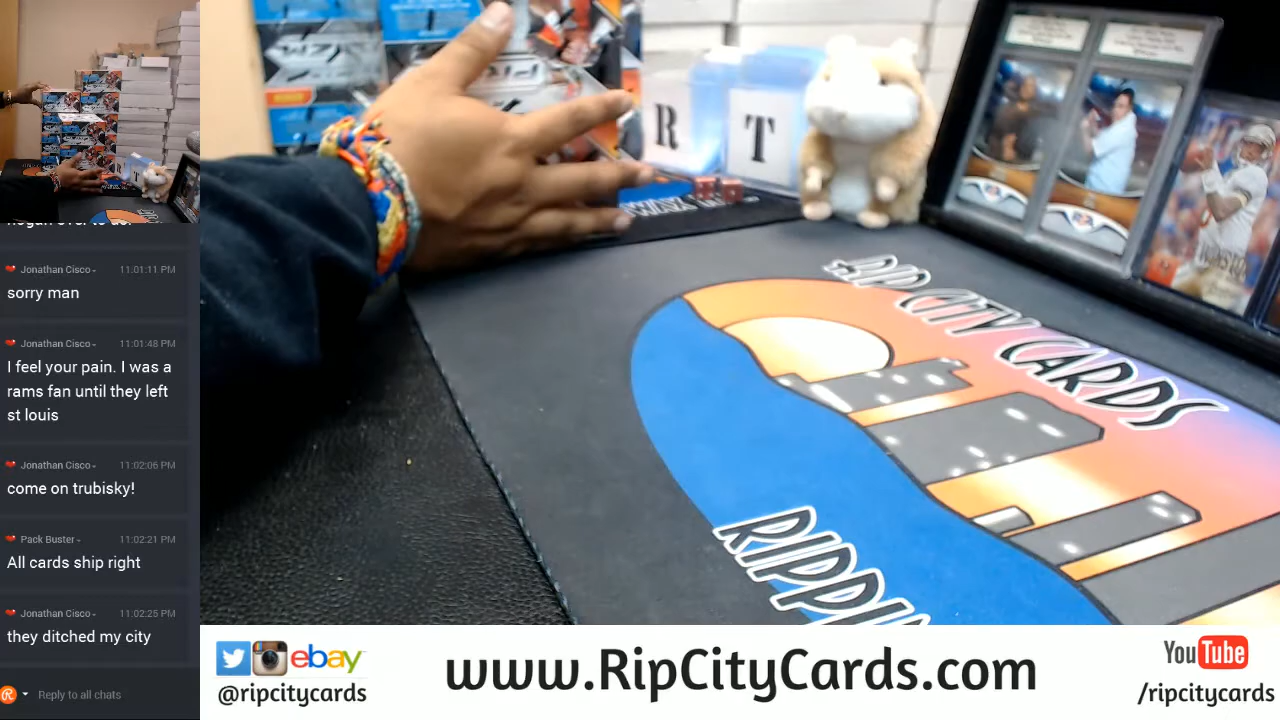 Jonathan Cisco 11:01:11 PM
sorry man
Jonathan Cisco 11:01:48 PM
I feel your pain. I was a
rams fan until they left
st louis
Jonathan Cisco 11:02:06 PM
come on trubisky!
Pack Buster 11:02:21 PM
All cards ship right
Jonathan Cisco 11:02:25 PM
they ditched my city
Reply to all chats
R T
WAX
RIP CITY CARDS
RIPPIN
ebay
@ripcitycards
www.RipCityCards.com
YouTube
/ripcitycards